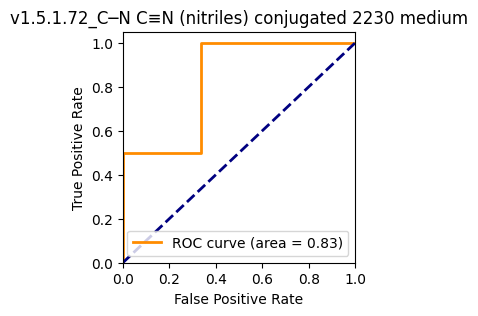 v1.5.1.72_C─N C≡N (nitriles) conjugated 2230 medium
1.0
0.8
0.6
0.4
0.2
0.0
True Positive Rate
ROC curve (area = 0.83)
0.0 0.2 0.4 0.6 0.8 1.0
False Positive Rate